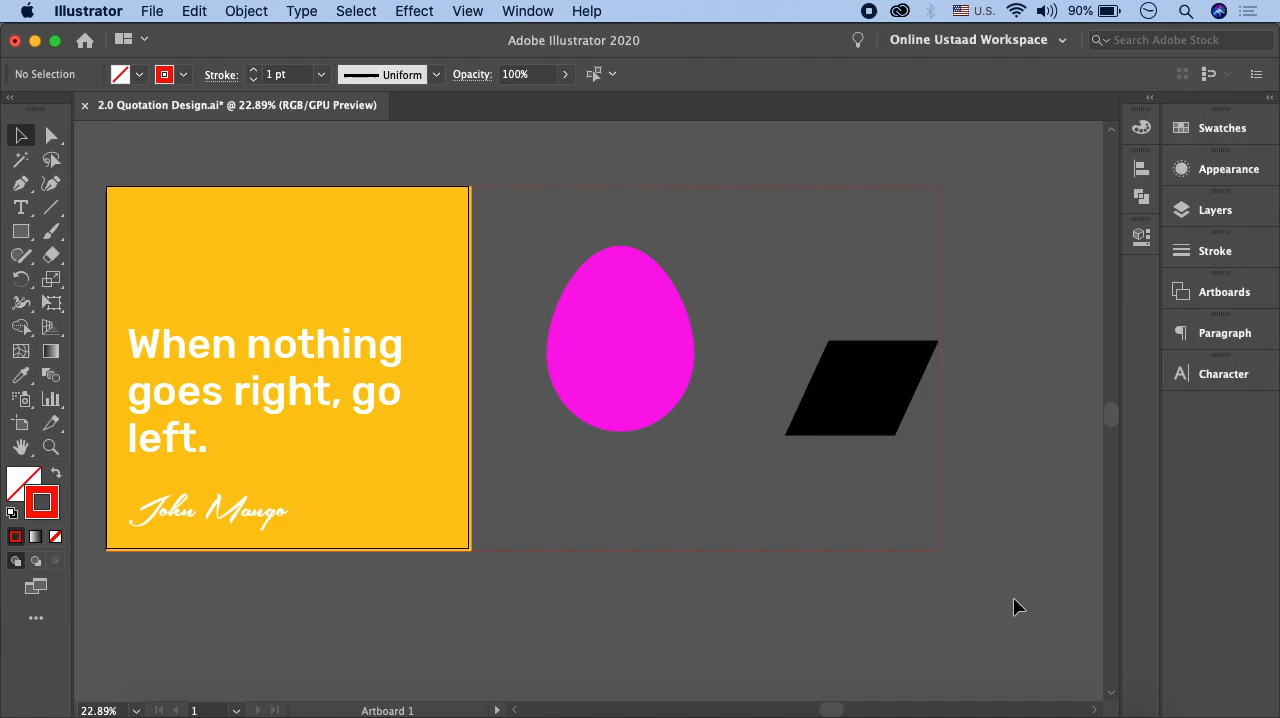 Illustrator File Edit Object Type Select Effect View Window Help U.S. 90%
Adobe Illustrator 2020 Online Ustaad Workspace Search Adobe Stock
No Selection Stroke: 1 pt Uniform Opacity: 100%
2.0 Quotation Design.ai* @ 22.89% (RGB/GPU Preview)
Swatches
Appearance
Layers
Stroke
Artboards
Paragraph
Character
When nothing
goes right, go
left.
John Mango
22.89% 1 Artboard 1